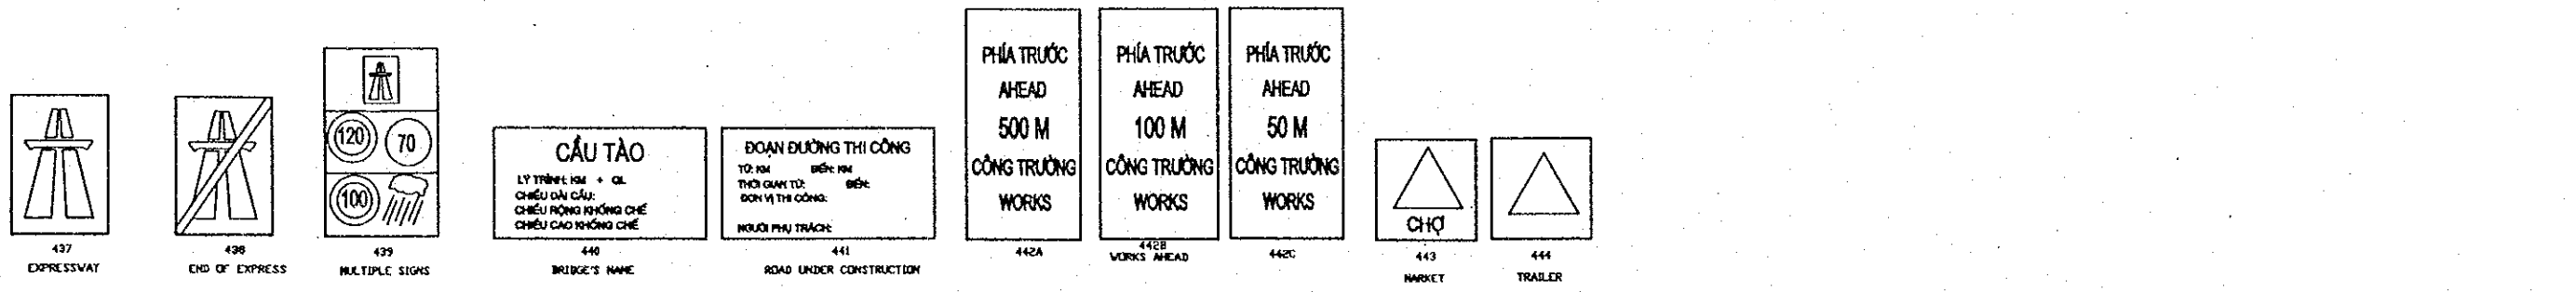 437
EXPRESSWAY
438
END OF EXPRESS
120
70
100
439
MULTIPLE SIGNS
CẦU TÀO
LÝ TRÌNH: KM + QL
CHIỀU DÀI CẦU:
CHIỀU RỘNG KHỐNG CHẾ
CHIỀU CAO KHỐNG CHẾ
440
BRIDGE'S NAME
ĐOẠN ĐƯỜNG THI CÔNG
TỪ: KM ĐẾN: KM
THỜI GIAN TỪ: ĐẾN:
ĐƠN VỊ THI CÔNG:
NGƯỜI PHỤ TRÁCH:
441
ROAD UNDER CONSTRUCTION
PHÍA TRƯỚC
AHEAD
500 M
CÔNG TRƯỜNG
WORKS
442A
PHÍA TRƯỚC
AHEAD
100 M
CÔNG TRƯỜNG
WORKS
442B
WORKS AHEAD
PHÍA TRƯỚC
AHEAD
50 M
CÔNG TRƯỜNG
WORKS
442C
CHỢ
443
MARKET
444
TRAILER